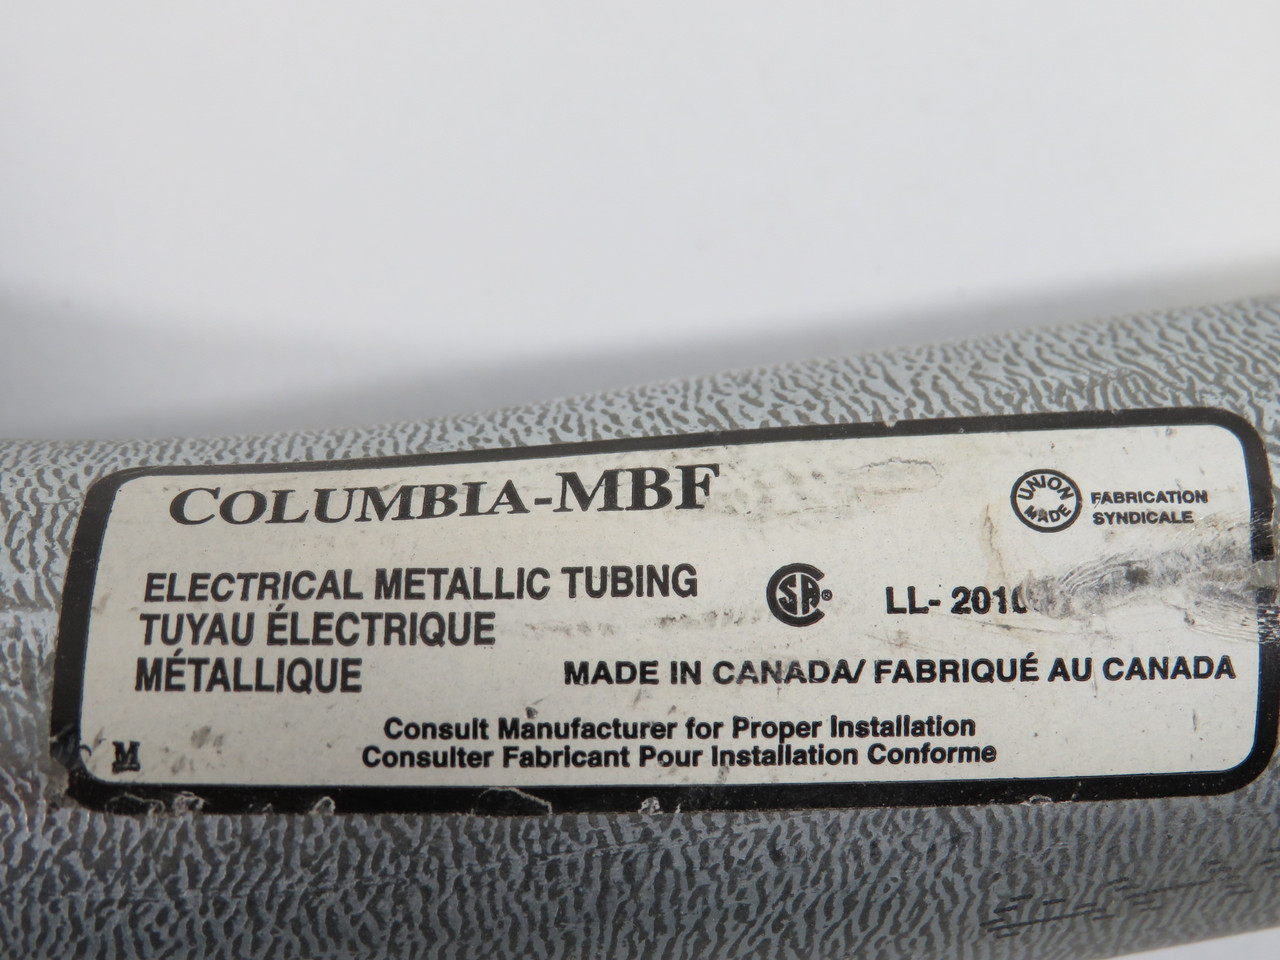 COLUMBIA-MBF
UNION MADE
FABRICATION
SYNDICALE
ELECTRICAL METALLIC TUBING
TUYAU ÉLECTRIQUE
MÉTALLIQUE
CSA®
LL-
MADE IN CANADA/ FABRIQUÉ AU CANADA
Consult Manufacturer for Proper Installation
Consulter Fabricant Pour Installation Conforme
M